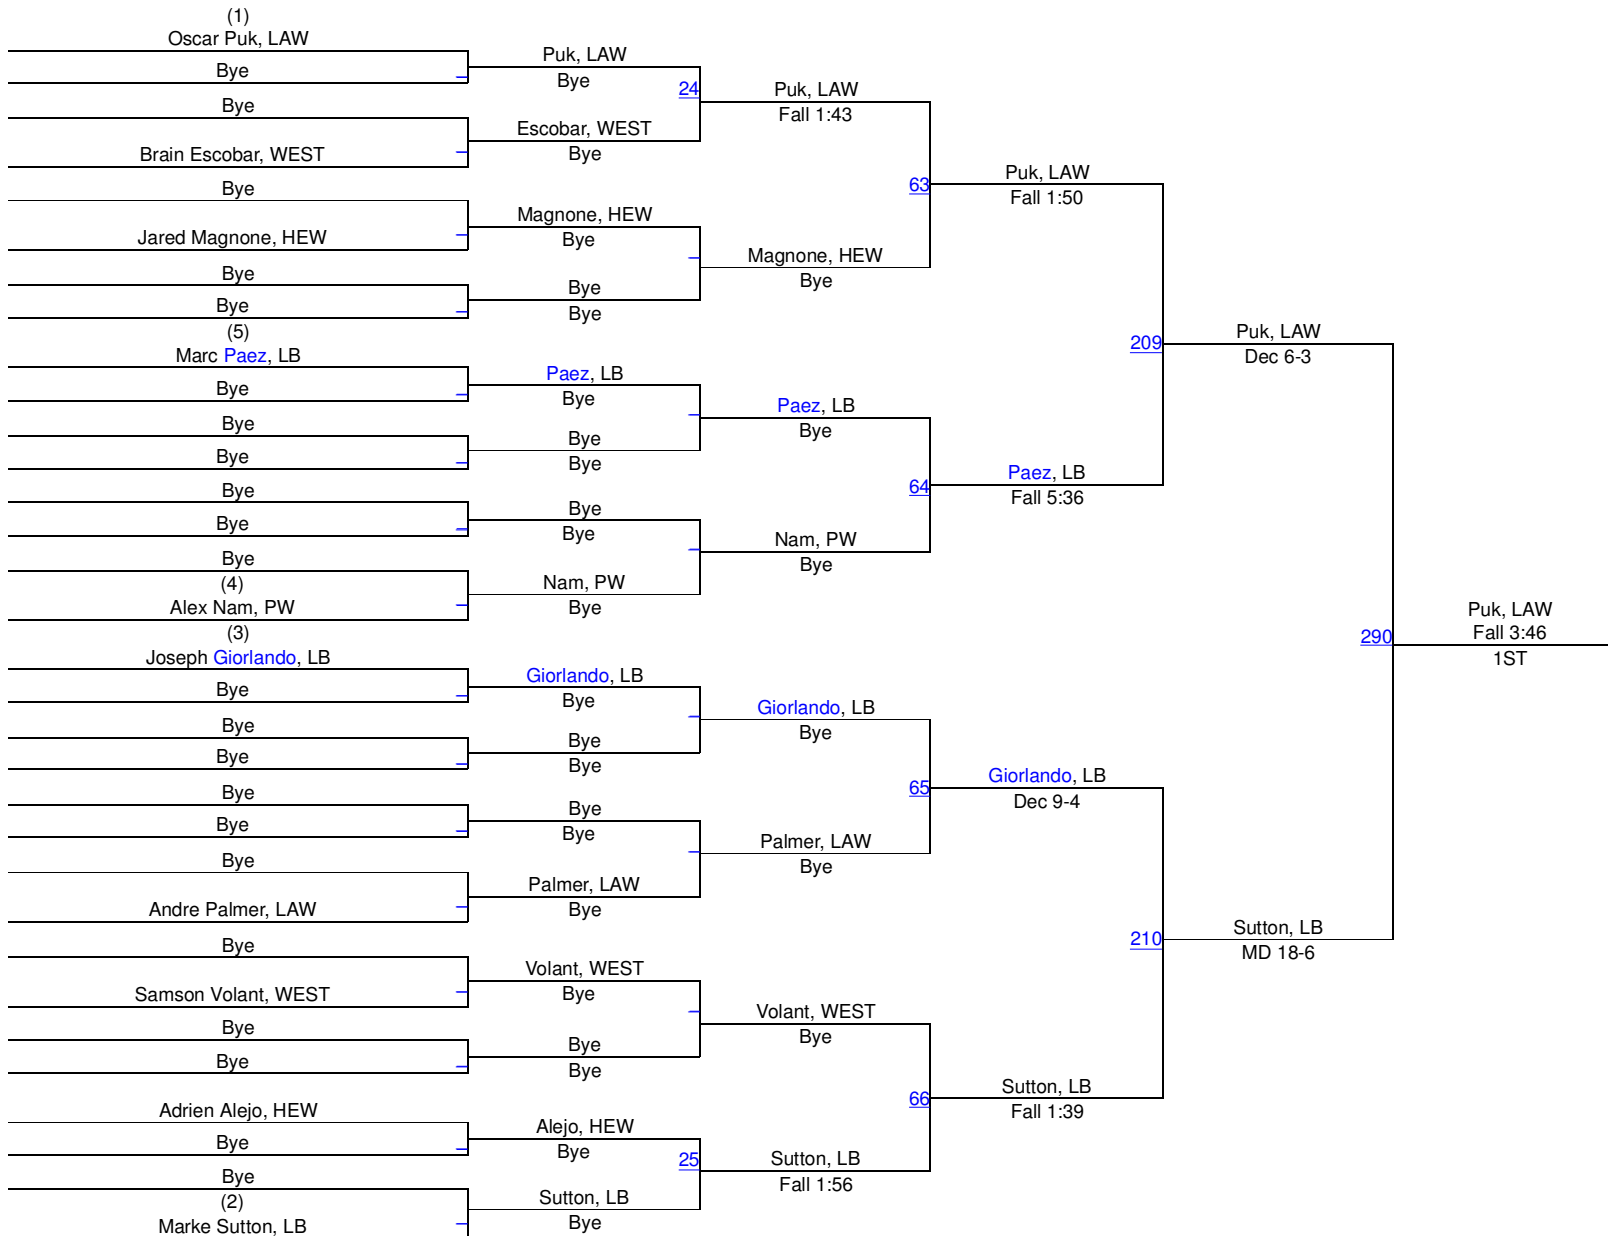 (1)
Oscar Puk, LAW
Bye
Bye
Brain Escobar, WEST
Bye
Jared Magnone, HEW
Bye
Bye
(5)
Marc Paez, LB
Bye
Bye
Bye
Bye
Bye
Bye
(4)
Alex Nam, PW
(3)
Joseph Giorlando, LB
Bye
Bye
Bye
Bye
Bye
Bye
Andre Palmer, LAW
Bye
Samson Volant, WEST
Bye
Bye
Adrien Alejo, HEW
Bye
Bye
(2)
Marke Sutton, LB
Puk, LAW
Bye
24
Escobar, WEST
Bye
Magnone, HEW
Bye
Bye
Bye
Paez, LB
Bye
Bye
Bye
Bye
Bye
Nam, PW
Bye
Giorlando, LB
Bye
Bye
Bye
Bye
Bye
Palmer, LAW
Bye
Volant, WEST
Bye
Bye
Bye
Alejo, HEW
Bye
25
Sutton, LB
Bye
Puk, LAW
Fall 1:43
63
Magnone, HEW
Bye
Paez, LB
Bye
64
Nam, PW
Bye
Giorlando, LB
Bye
65
Palmer, LAW
Bye
Volant, WEST
Bye
66
Sutton, LB
Fall 1:56
Puk, LAW
Fall 1:50
209
Paez, LB
Fall 5:36
Giorlando, LB
Dec 9-4
210
Sutton, LB
Fall 1:39
Puk, LAW
Dec 6-3
290
Sutton, LB
MD 18-6
Puk, LAW
Fall 3:46
1ST